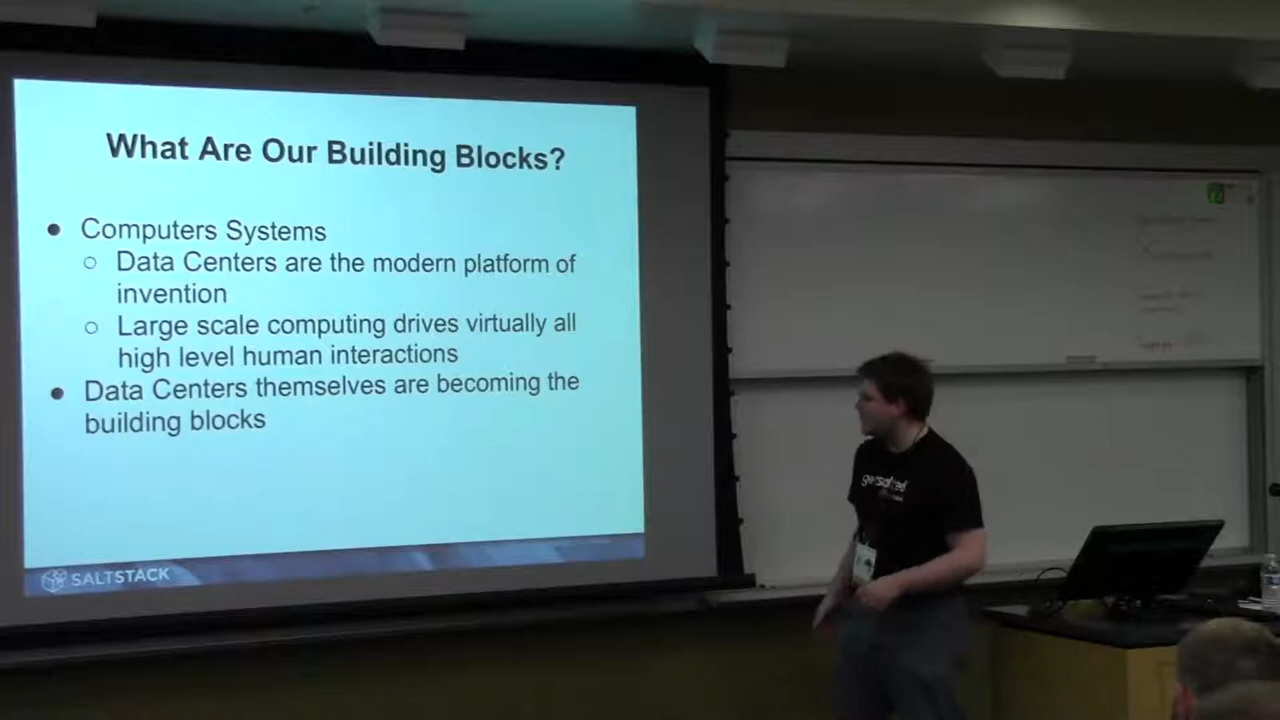 What Are Our Building Blocks?
Computers Systems
Data Centers are the modern platform of
invention
Large scale computing drives virtually all
high level human interactions
Data Centers themselves are becoming the
building blocks
SALTSTACK